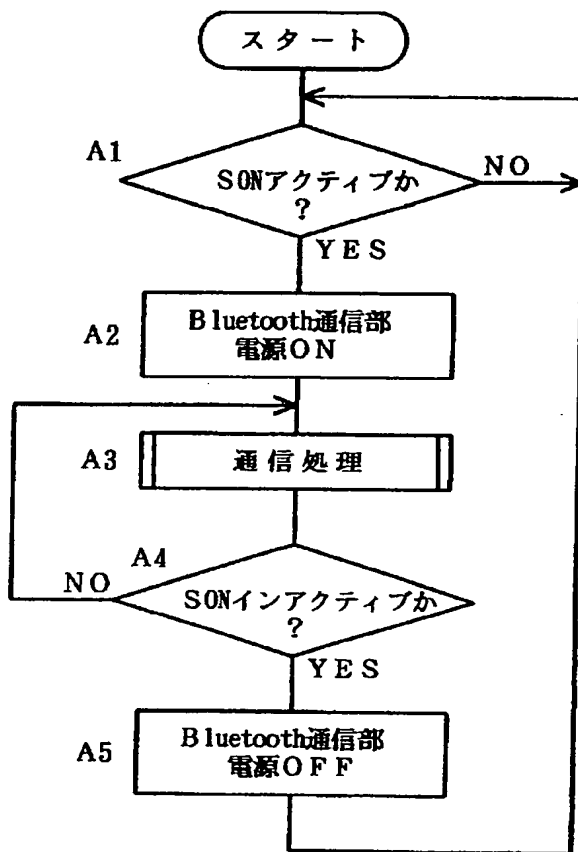 スタート
A1
SONアクティブか
?
NO
YES
A2
Bluetooth通信部
電源ON
A3
通信処理
A4
NO
SONインアクティブか
?
YES
A5
Bluetooth通信部
電源OFF